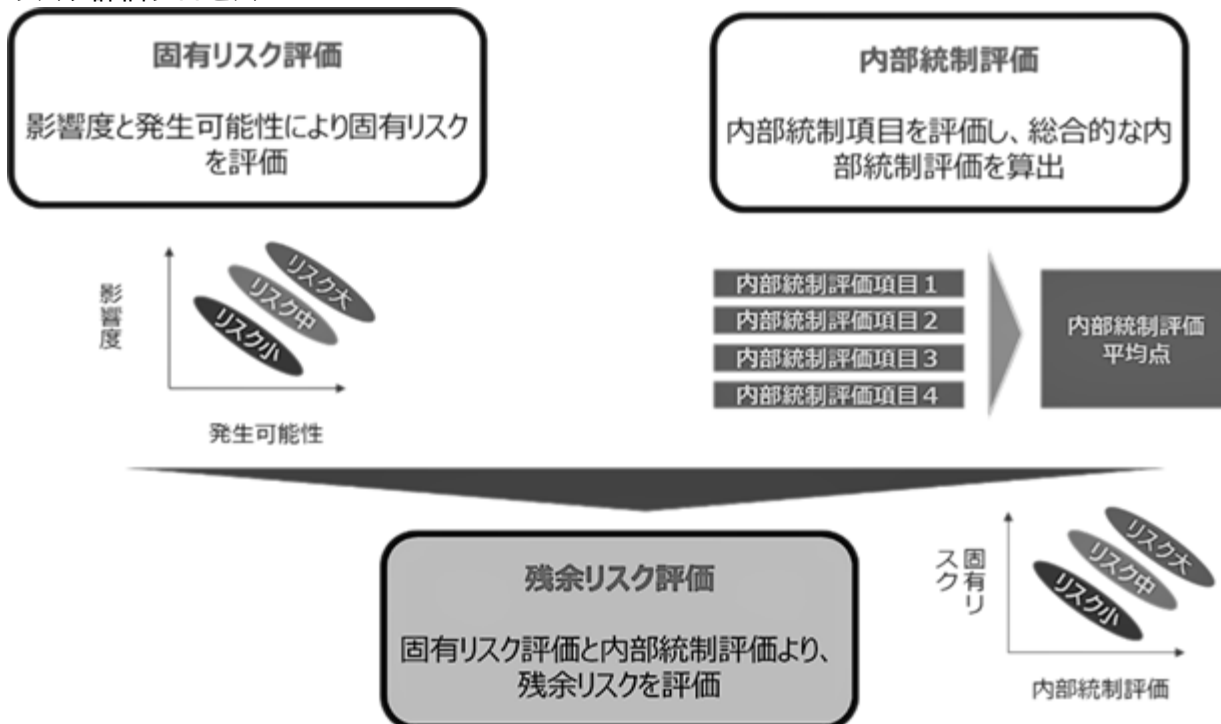 固有リスク評価
影響度と発生可能性により固有リスク
を評価
内部統制評価
内部統制項目を評価し、総合的な内
部統制評価を算出
影響度
リスク大
リスク中
リスク小
発生可能性
内部統制評価項目1
内部統制評価項目2
内部統制評価項目3
内部統制評価項目4
内部統制評価
平均点
残余リスク評価
固有リスク評価と内部統制評価より、
残余リスクを評価
固有リ
スク
リスク大
リスク中
リスク小
内部統制評価